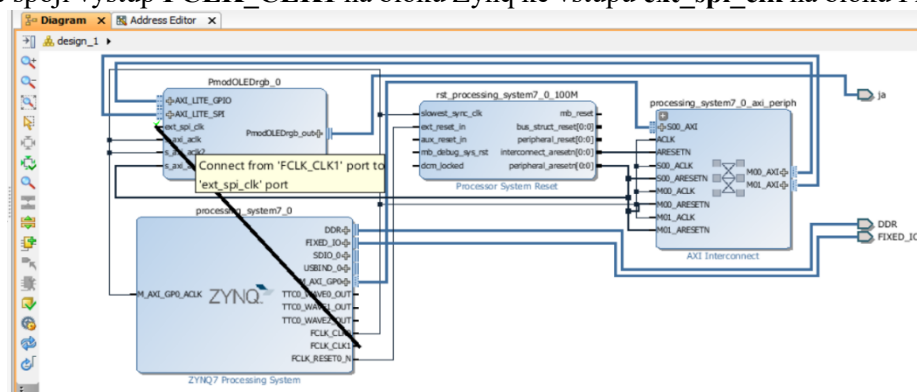 spojí výstup FCLK_CLK1 na bloku Zynq ke vstupu ext_spi_clk na bloku
Diagram × Address Editor ×
design_1
PmodOLEDrgb_0
AXI_LITE_GPIO
AXI_LITE_SPI
ext_spi_clk
s_axi_aclk
s_axi_aclk2
PmodOLEDrgb_out
Connect from 'FCLK_CLK1' port to
'ext_spi_clk' port
rst_processing_system7_0_100M
slowest_sync_clk
ext_reset_in
aux_reset_in
mb_debug_sys_rst
dcm_locked
mb_reset
bus_struct_reset[0:0]
peripheral_reset[0:0]
interconnect_aresetn[0:0]
peripheral_aresetn[0:0]
Processor System Reset
processing_system7_0_axi_periph
S00_AXI
ACLK
ARESETN
S00_ACLK
S00_ARESETN
M00_ACLK
M00_ARESETN
M01_ACLK
M01_ARESETN
M00_AXI
M01_AXI
AXI Interconnect
ja
DDR
FIXED_IO
processing_system7_0
M_AXI_GP0_ACLK
ZYNQ
DDR
FIXED_IO
SDIO_0
USBIND_0
M_AXI_GP0
TTC0_WAVE0_OUT
TTC0_WAVE1_OUT
TTC0_WAVE2_OUT
FCLK_CLK0
FCLK_CLK1
FCLK_RESET0_N
ZYNQ7 Processing System